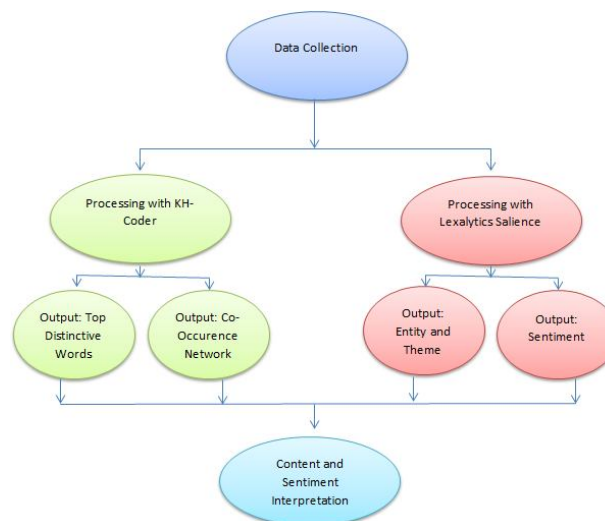 Data Collection
Processing with KH-
Coder
Processing with
Lexalytics Salience
Output: Top
Distinctive
Words
Output: Co-
Occurence
Network
Output:
Entity and
Theme
Output:
Sentiment
Content and
Sentiment
Interpretation